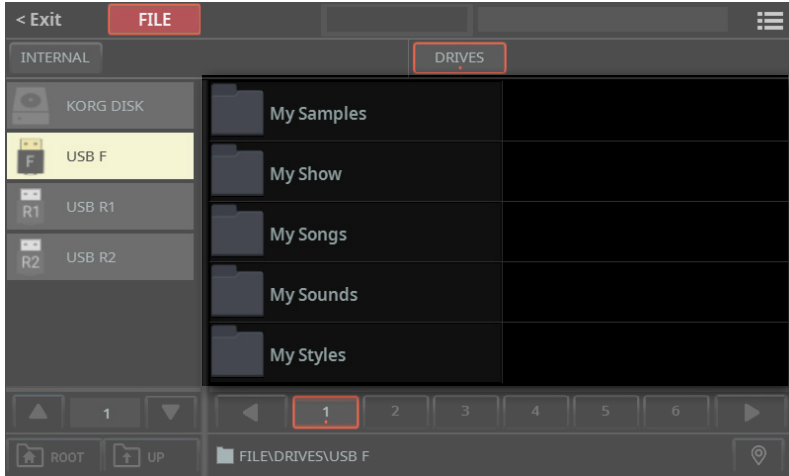 < Exit FILE
INTERNAL DRIVES
KORG DISK
F USB F
R1 USB R1
R2 USB R2
My Samples
My Show
My Songs
My Sounds
My Styles
1 1 2 3 4 5 6
ROOT UP FILE\DRIVES\USB F